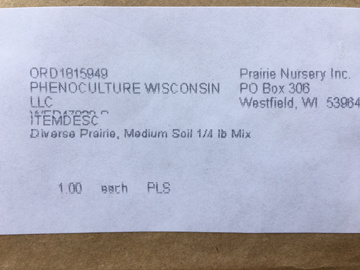 ORD1815949
PHENOCULTURE WISCONSIN
LLC
ITEMDESC
Diverse Prairie, Medium Soil 1/4 lb Mix
1.00 each PLS
Prairie Nursery Inc.
PO Box 306
Westfield, WI 53964